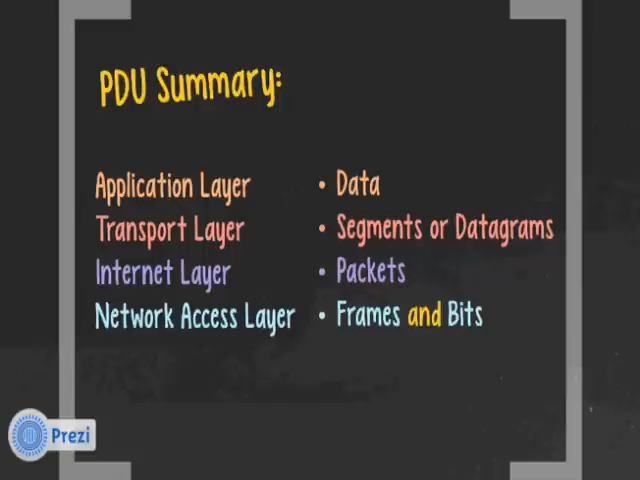 PDU Summary:
Application Layer • Data
Transport Layer • Segments or Datagrams
Internet Layer • Packets
Network Access Layer • Frames and Bits
Prezi